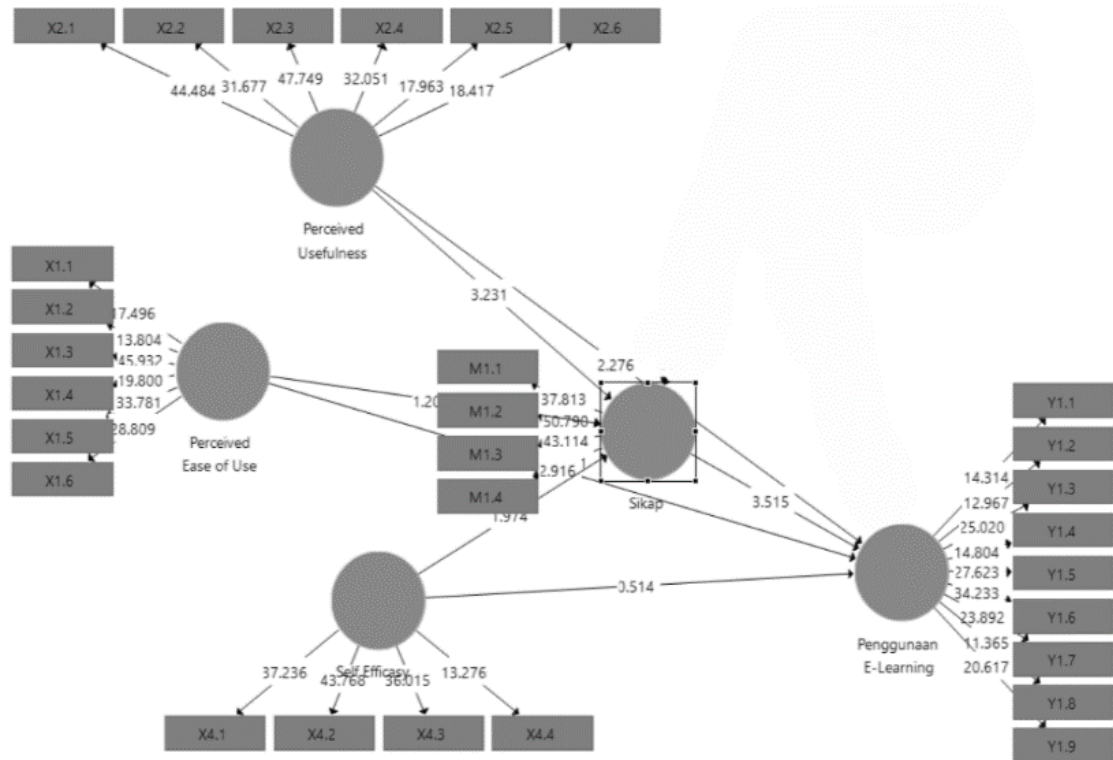 X2.1 X2.2 X2.3 X2.4 X2.5 X2.6
44.484 31.677 47.749 32.051 17.963 18.417
Perceived
Usefulness
X1.1
X1.2
X1.3
X1.4
X1.5
X1.6
17.496
13.804
45.932
19.800
33.781
28.809
Perceived
Ease of Use
3.231
2.276
M1.1
M1.2
M1.3
M1.4
37.813
50.790
43.114
2.916
Sikap
3.515
1.974
0.514
Self Efficasy
37.236 43.768 36.015 13.276
X4.1 X4.2 X4.3 X4.4
Penggunaan
E-Learning
14.314
12.967
25.020
14.804
27.623
34.233
23.892
11.365
20.617
Y1.1
Y1.2
Y1.3
Y1.4
Y1.5
Y1.6
Y1.7
Y1.8
Y1.9